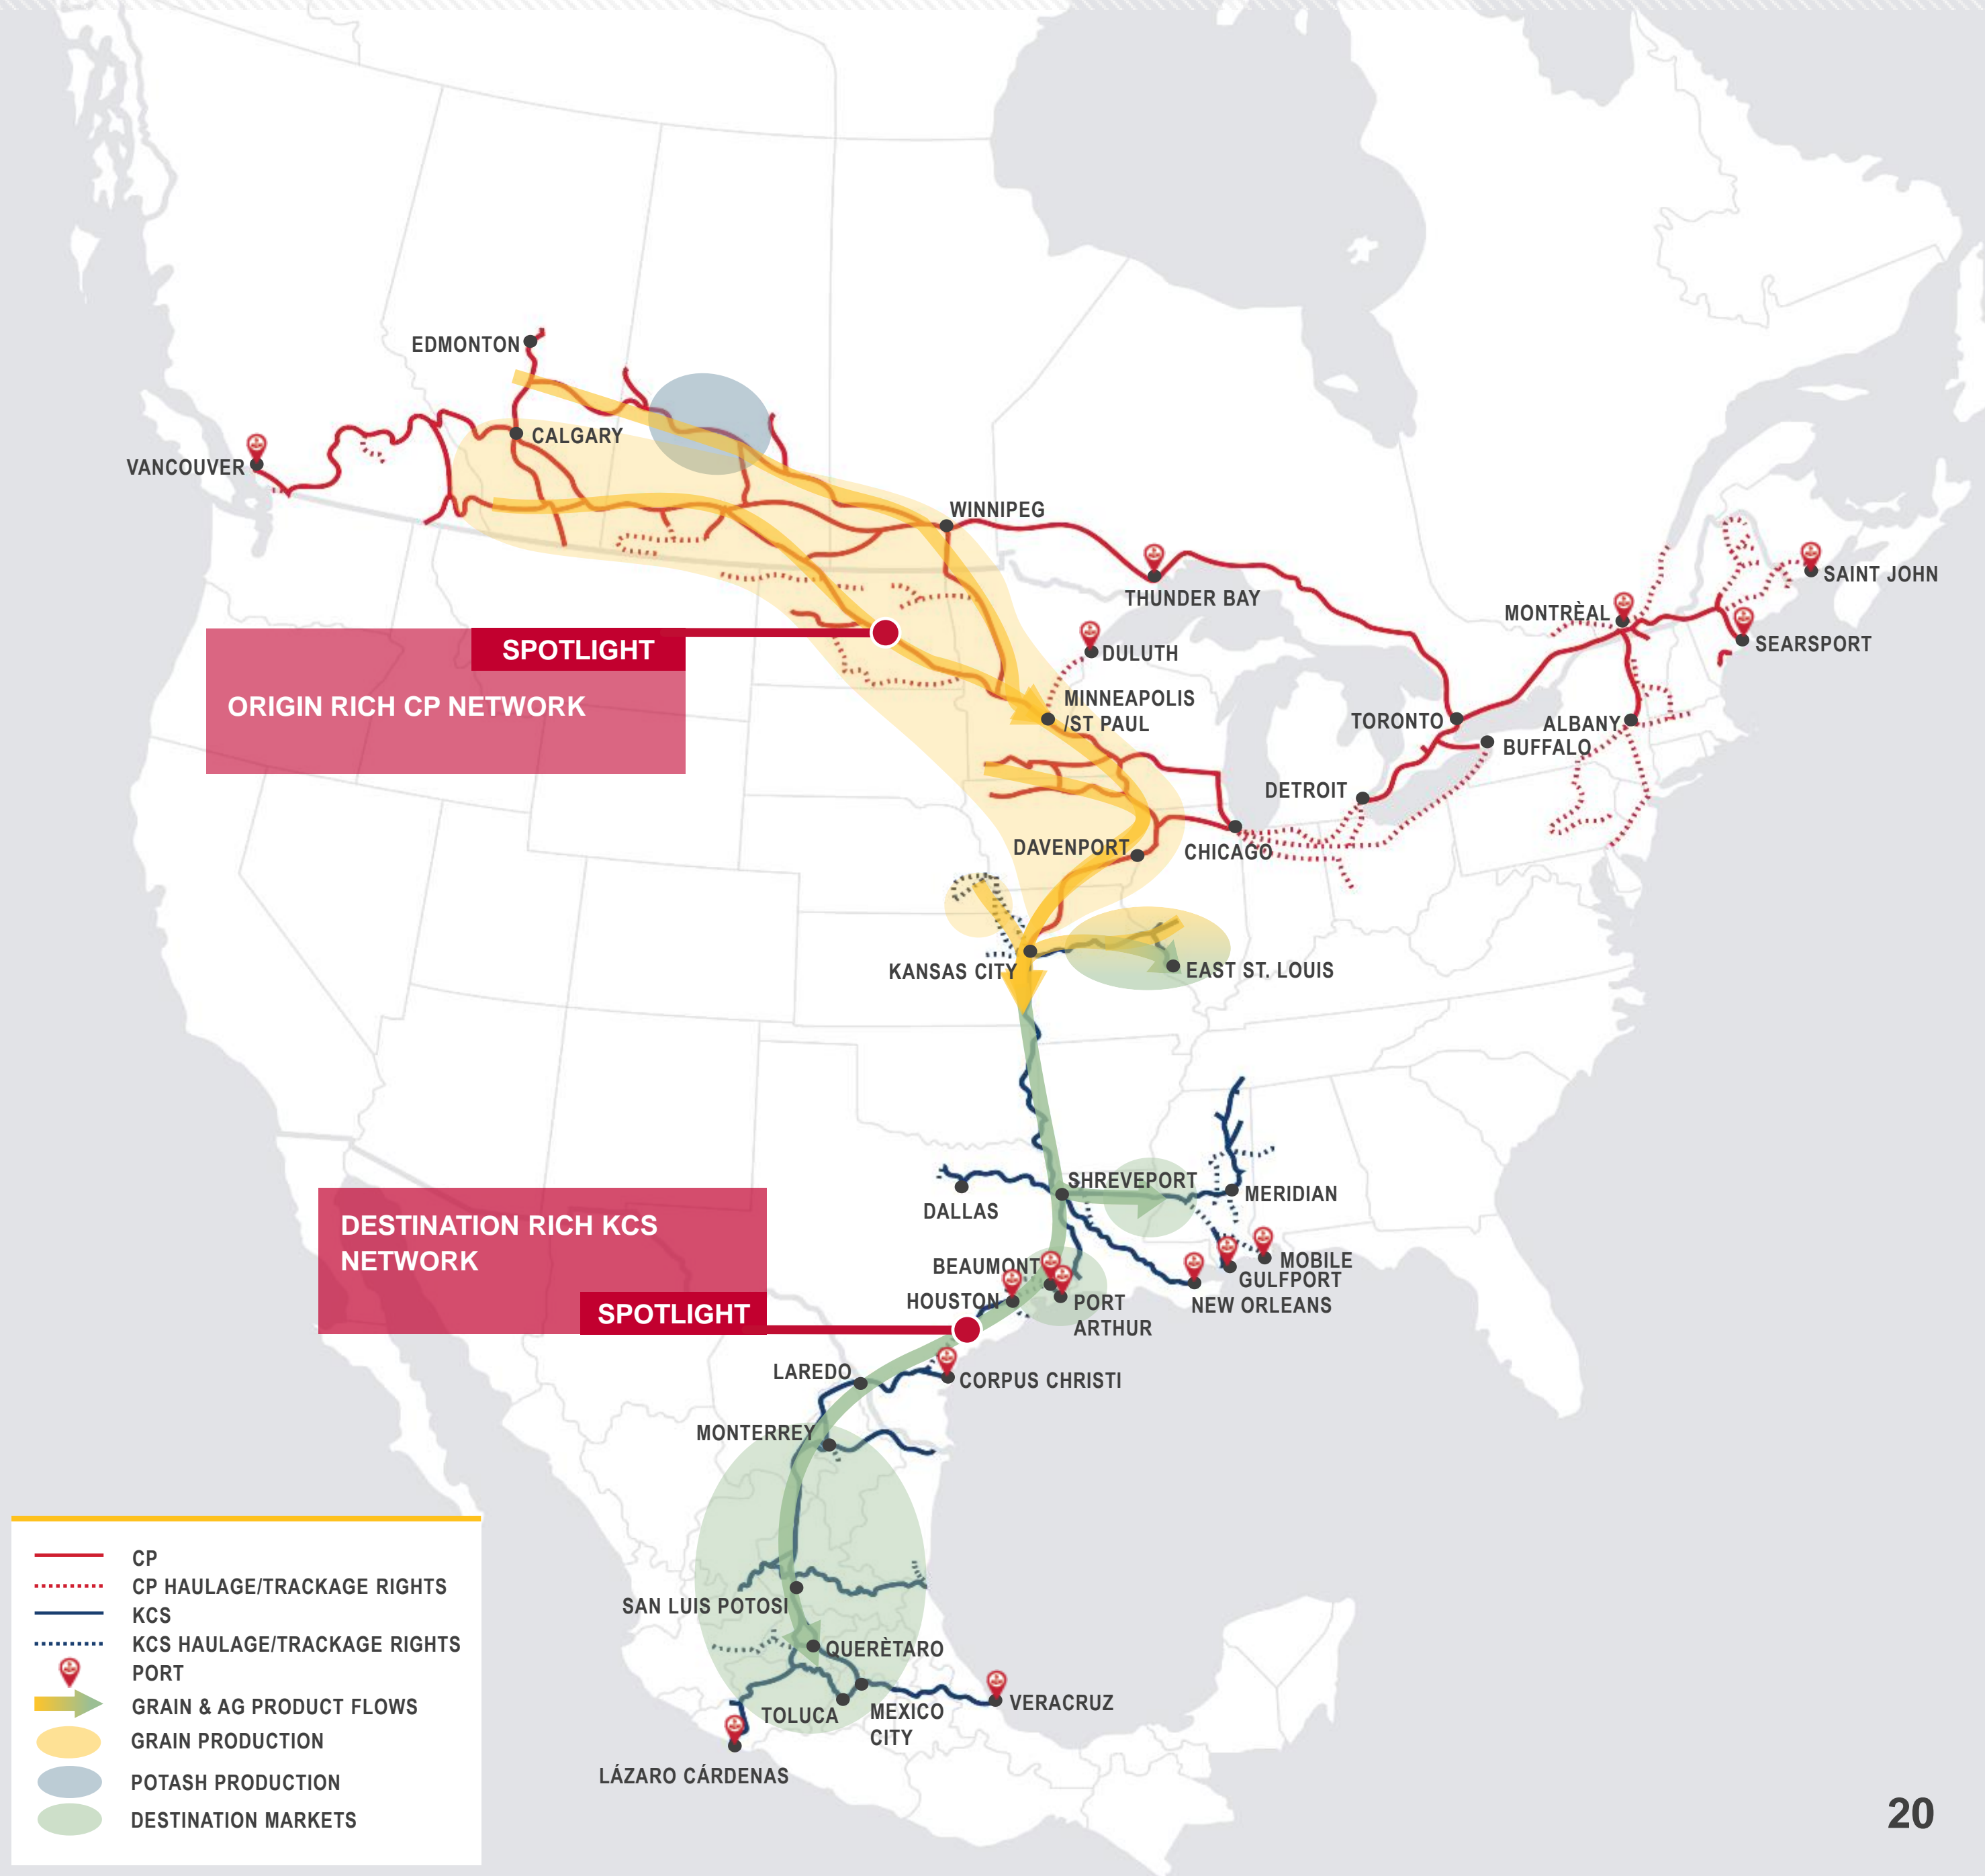 EDMONTON
CALGARY
VANCOUVER
WINNIPEG
THUNDER BAY
SAINT JOHN
MONTRÈAL
SEARSPORT
DULUTH
SPOTLIGHT
ORIGIN RICH CP NETWORK
MINNEAPOLIS
/ST PAUL
TORONTO
ALBANY
BUFFALO
DETROIT
DAVENPORT
CHICAGO
KANSAS CITY
EAST ST. LOUIS
SHREVEPORT
MERIDIAN
DALLAS
DESTINATION RICH KCS
NETWORK
SPOTLIGHT
BEAUMONT
MOBILE
GULFPORT
HOUSTON
PORT
ARTHUR
NEW ORLEANS
LAREDO
CORPUS CHRISTI
MONTERREY
SAN LUIS POTOSI
QUERÈTARO
TOLUCA
MEXICO
CITY
VERACRUZ
LÁZARO CÁRDENAS
CP
CP HAULAGE/TRACKAGE RIGHTS
KCS
KCS HAULAGE/TRACKAGE RIGHTS
PORT
GRAIN & AG PRODUCT FLOWS
GRAIN PRODUCTION
POTASH PRODUCTION
DESTINATION MARKETS
20